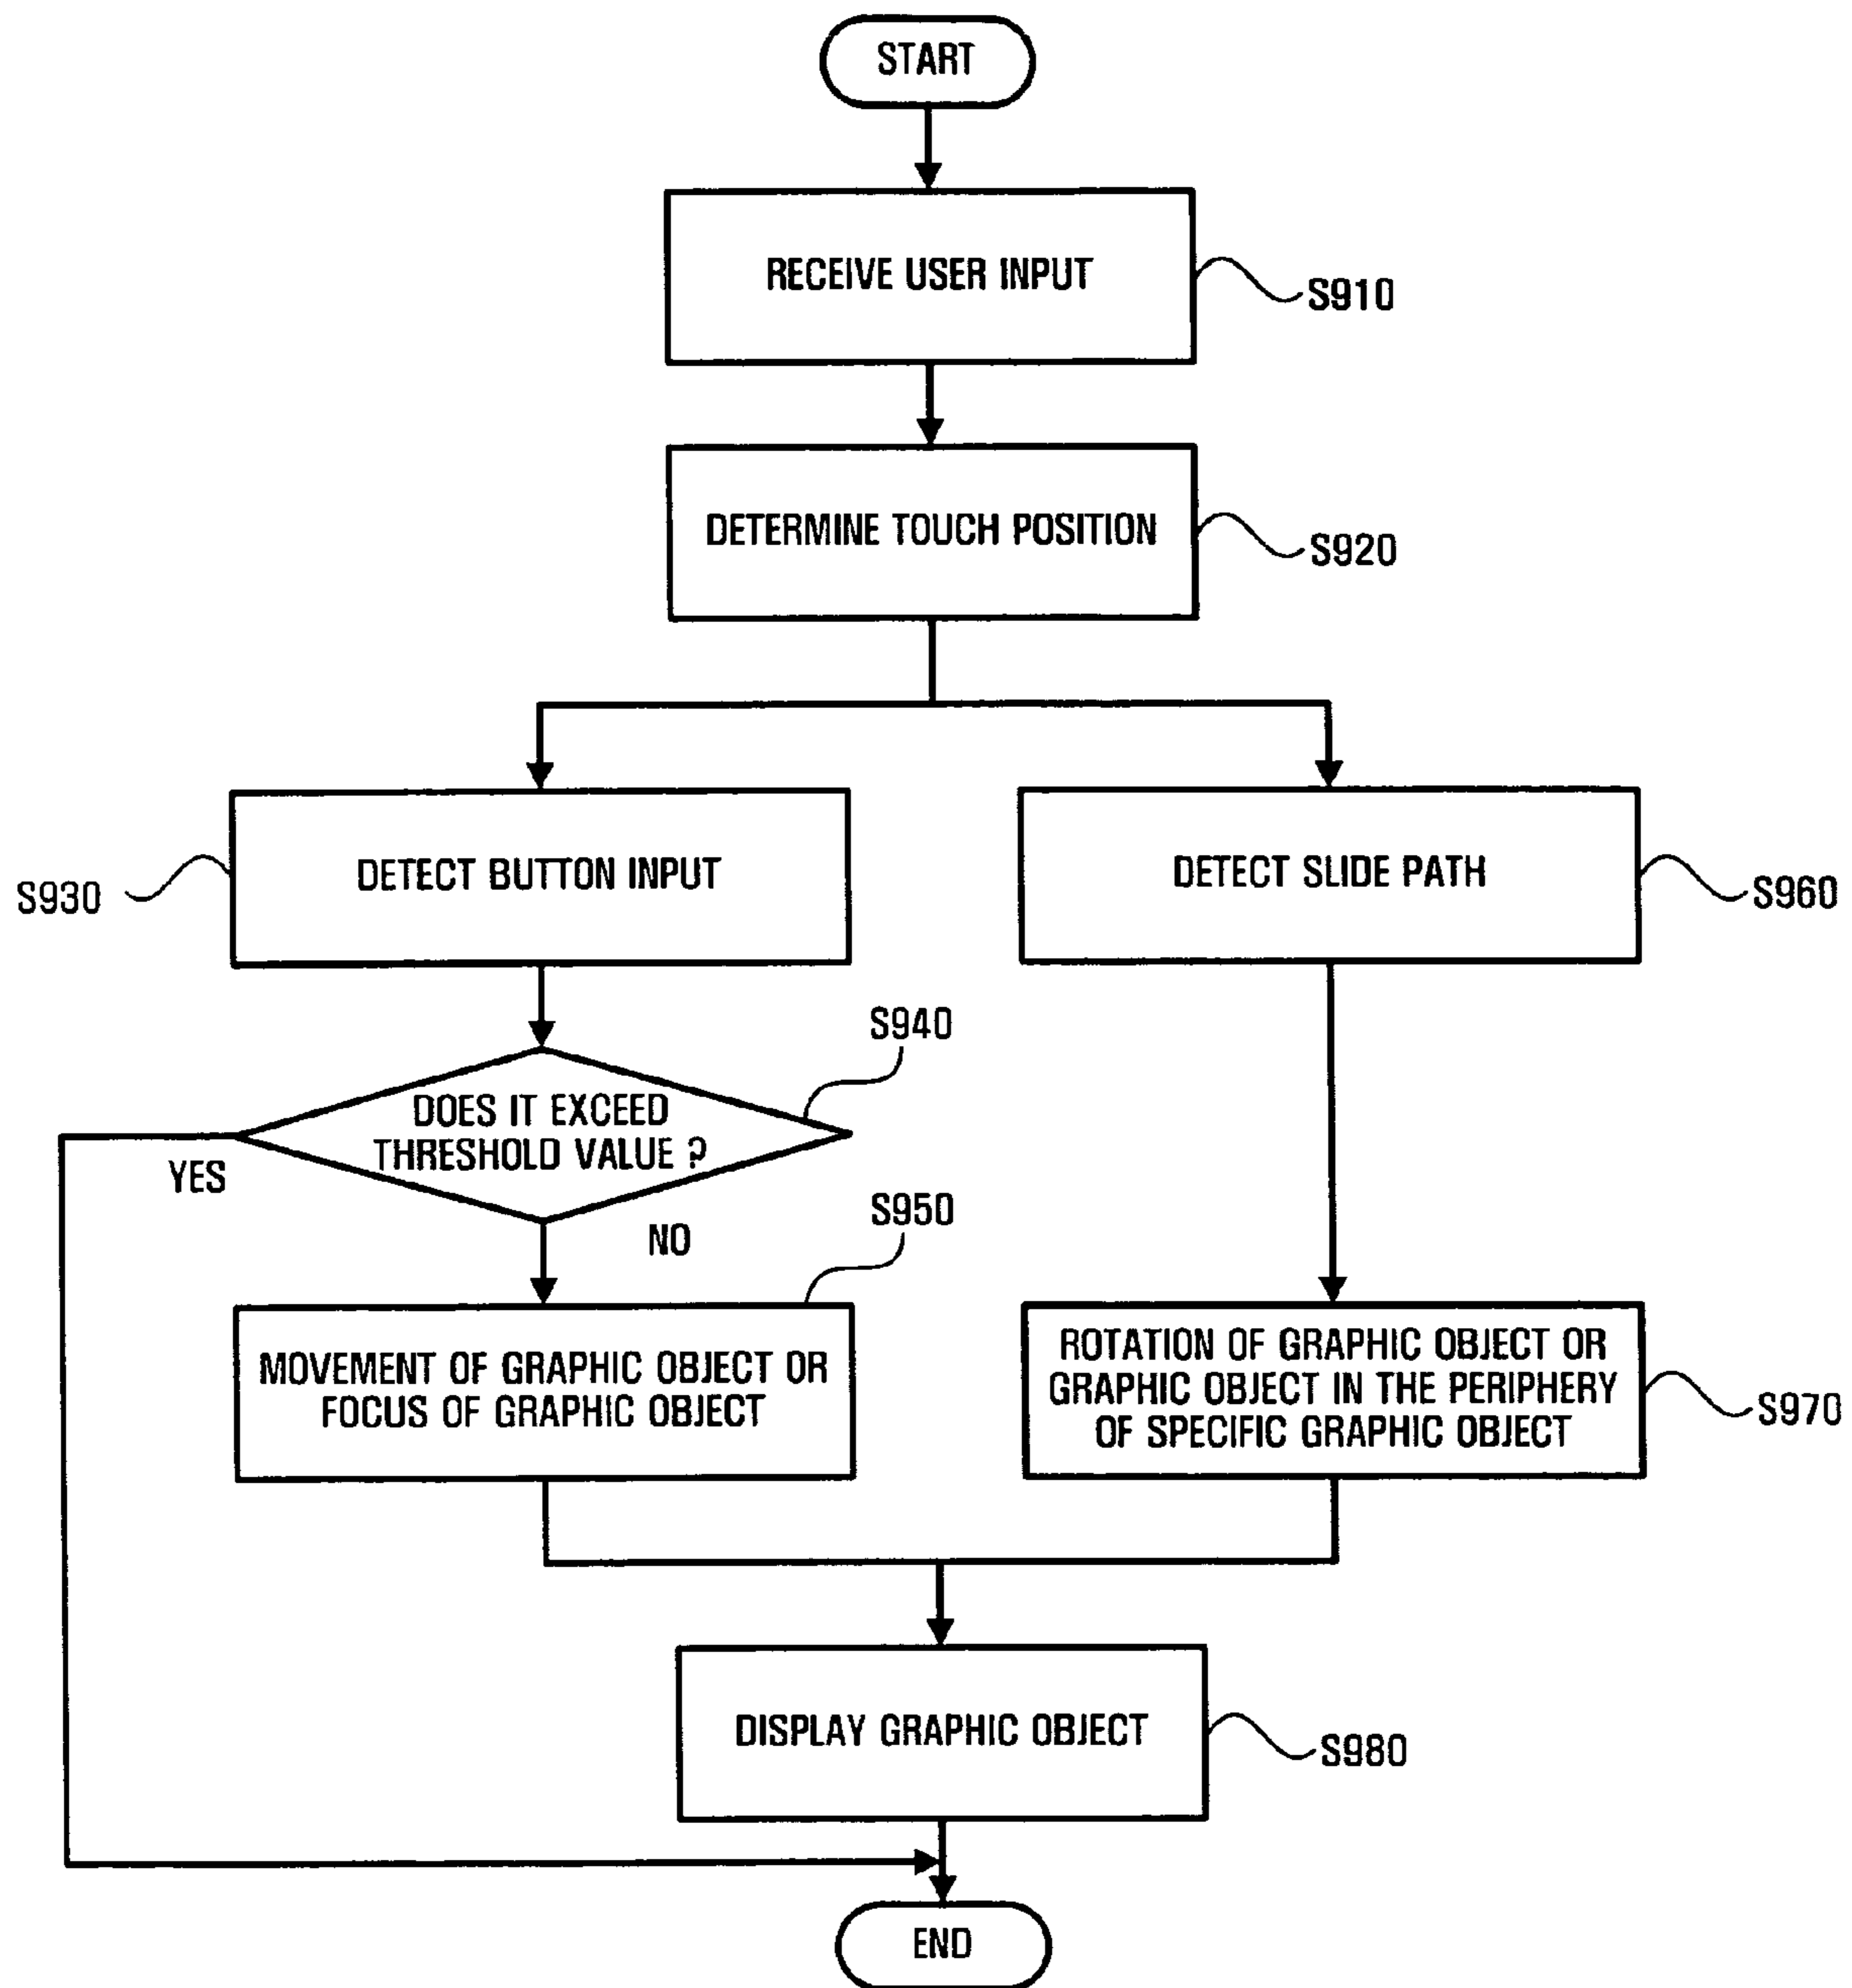 START
RECEIVE USER INPUT
S910
DETERMINE TOUCH POSITION
S920
DETECT BUTTON INPUT
S930
DETECT SLIDE PATH
S960
S940
DOES IT EXCEED
THRESHOLD VALUE ?
YES
NO
S950
MOVEMENT OF GRAPHIC OBJECT OR
FOCUS OF GRAPHIC OBJECT
ROTATION OF GRAPHIC OBJECT OR
GRAPHIC OBJECT IN THE PERIPHERY
OF SPECIFIC GRAPHIC OBJECT
S970
DISPLAY GRAPHIC OBJECT
S980
END